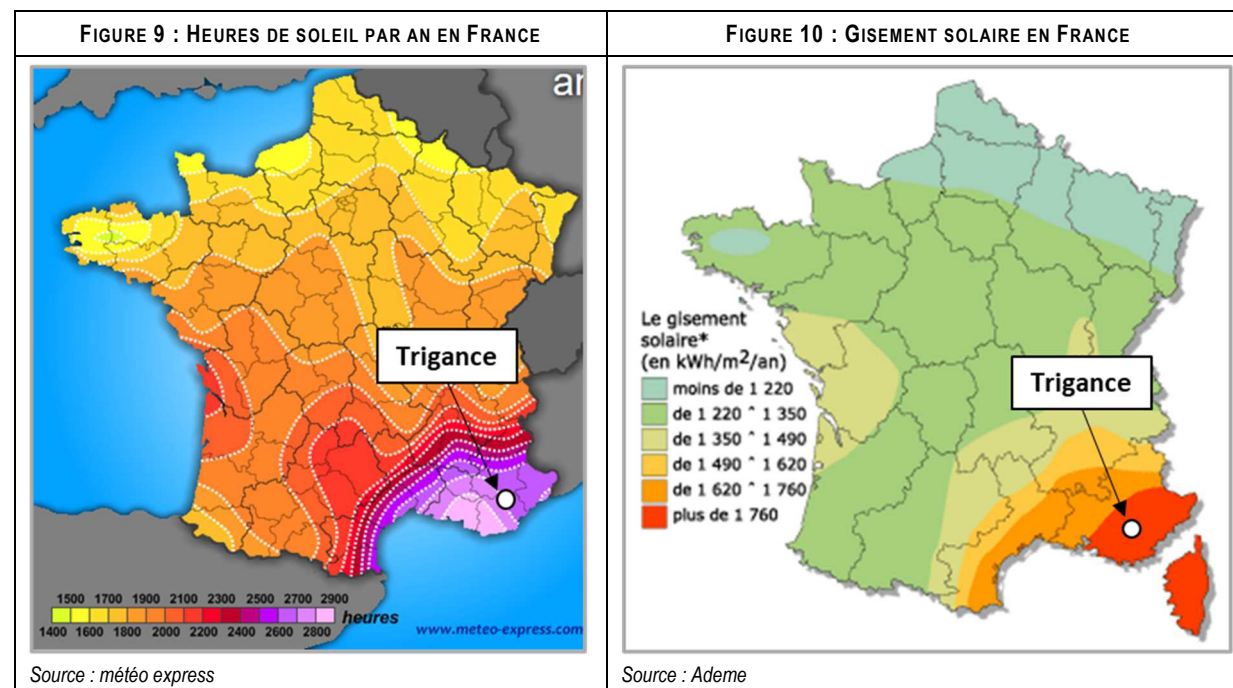 FIGURE 9 : HEURES DE SOLEIL PAR AN EN FRANCE
FIGURE 10 : GISEMENT SOLAIRE EN FRANCE
an
Trigance
1500 1700 1900 2100 2300 2500 2700 2900
heures
1400 1600 1800 2000 2200 2400 2600 2800
www.meteo-express.com
Source : météo express
Le gisement
solaire*
(en kWh/m2/an)
moins de 1 220
de 1 220 ^ 1 350
de 1 350 ^ 1 490
de 1 490 ^ 1 620
de 1 620 ^ 1 760
plus de 1 760
Trigance
Source : Ademe